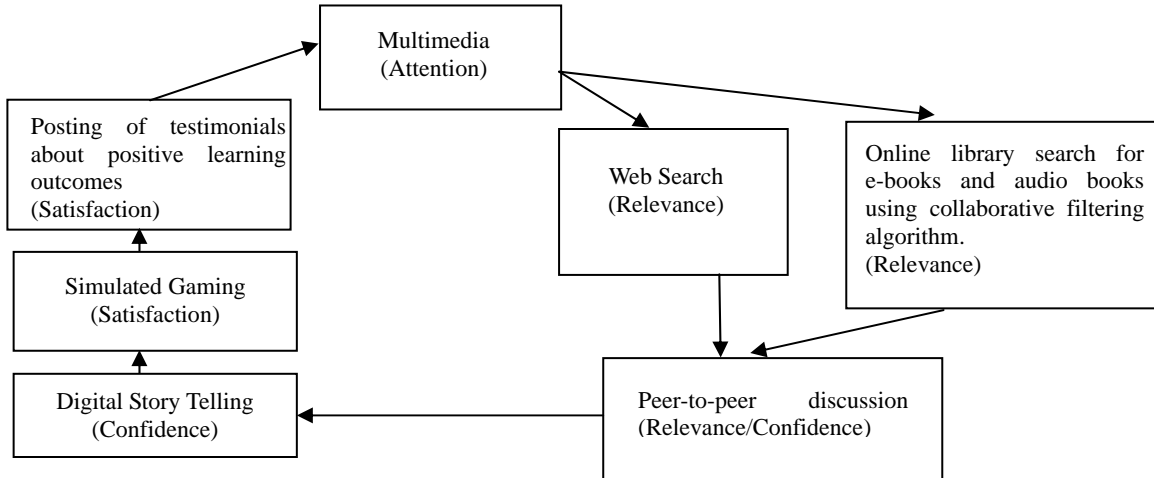 Multimedia
(Attention)
Posting of testimonials
about positive learning
outcomes
(Satisfaction)
Web Search
(Relevance)
Online library search for
e-books and audio books
using collaborative filtering
algorithm.
(Relevance)
Simulated Gaming
(Satisfaction)
Digital Story Telling
(Confidence)
Peer-to-peer discussion
(Relevance/Confidence)